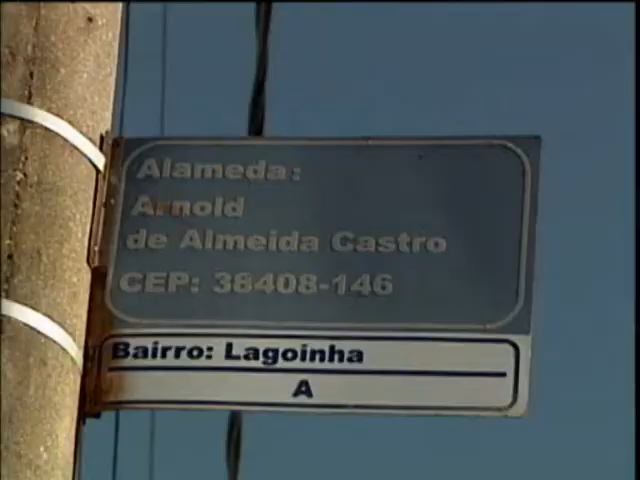 Alameda:
Arnold
de Almeida Castro
CEP: 38408-146
Bairro: Lagoinha
A